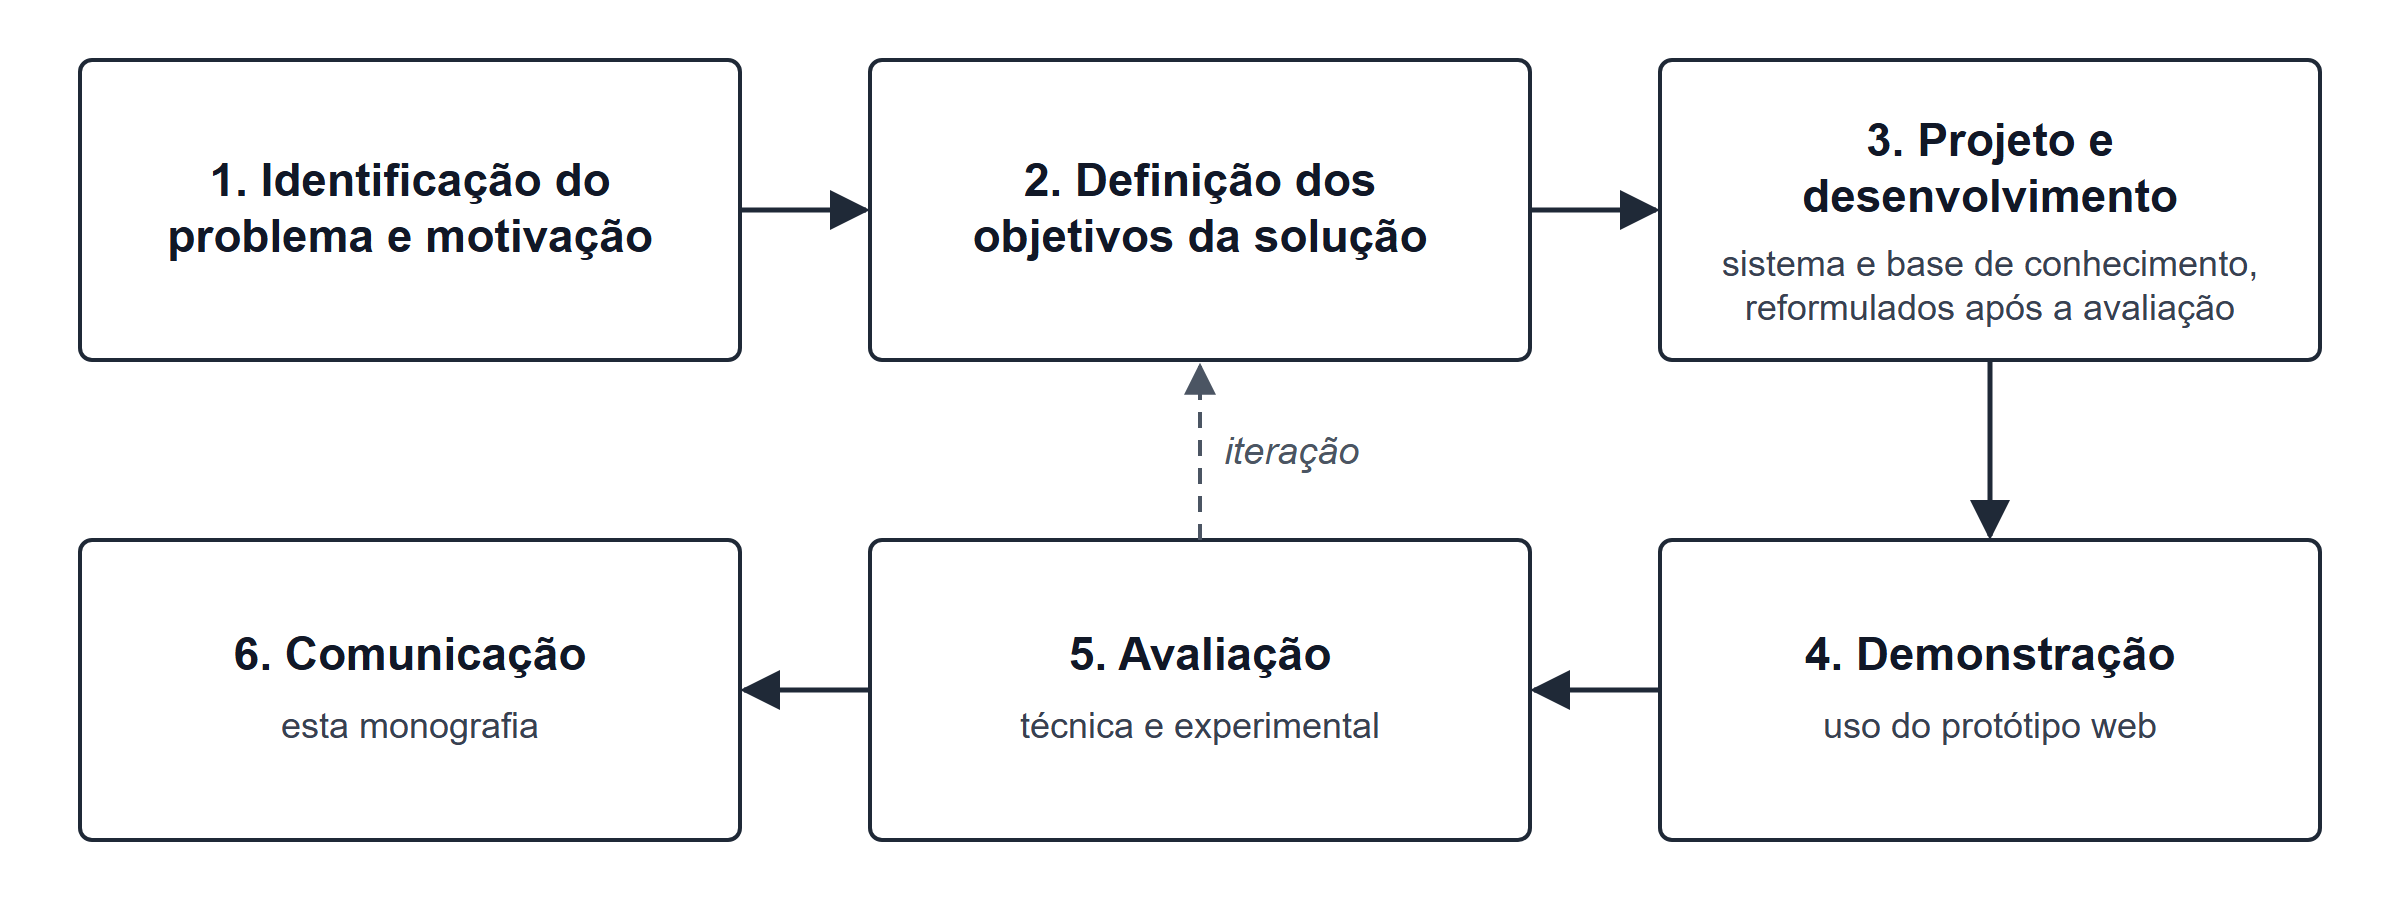 1. Identificação do
problema e motivação
2. Definição dos
objetivos da solução
3. Projeto e
desenvolvimento
sistema e base de conhecimento,
reformulados após a avaliação
iteração
6. Comunicação
esta monografia
5. Avaliação
técnica e experimental
4. Demonstração
uso do protótipo web